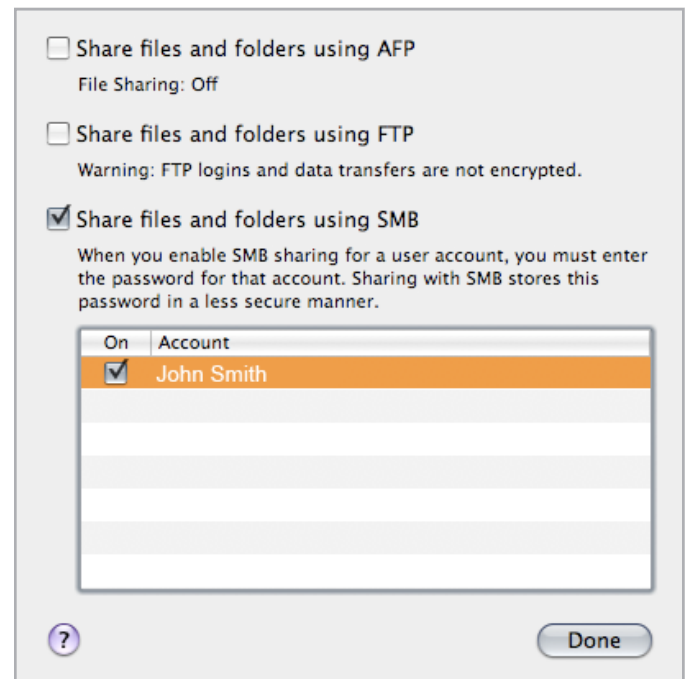 Share files and folders using AFP
File Sharing: Off
Share files and folders using FTP
Warning: FTP logins and data transfers are not encrypted.
Share files and folders using SMB
When you enable SMB sharing for a user account, you must enter
the password for that account. Sharing with SMB stores this
password in a less secure manner.
On Account
John Smith
? Done